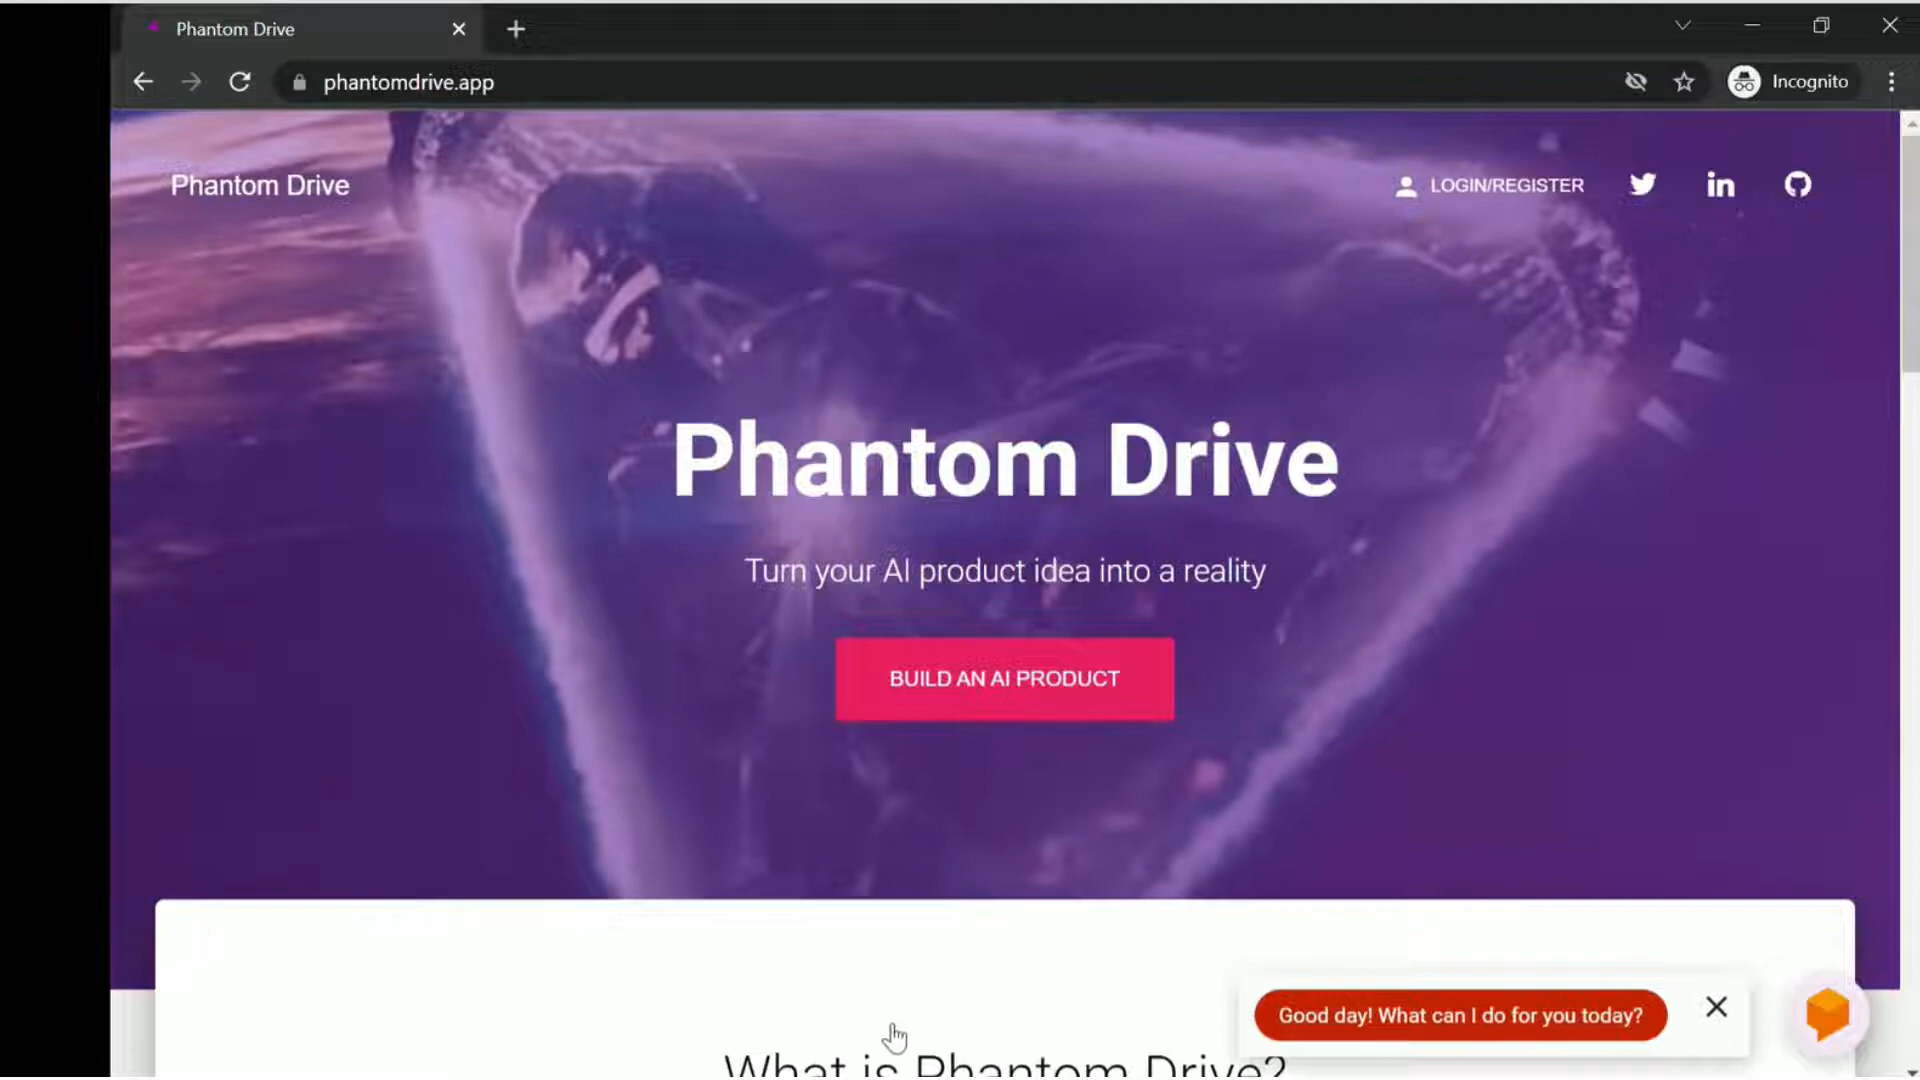 Phantom Drive
phantomdrive.app
Incognito
Phantom Drive
LOGIN/REGISTER
Phantom Drive
Turn your AI product idea into a reality
BUILD AN AI PRODUCT
Good day! What can I do for you today?
What is Phantom Drive?